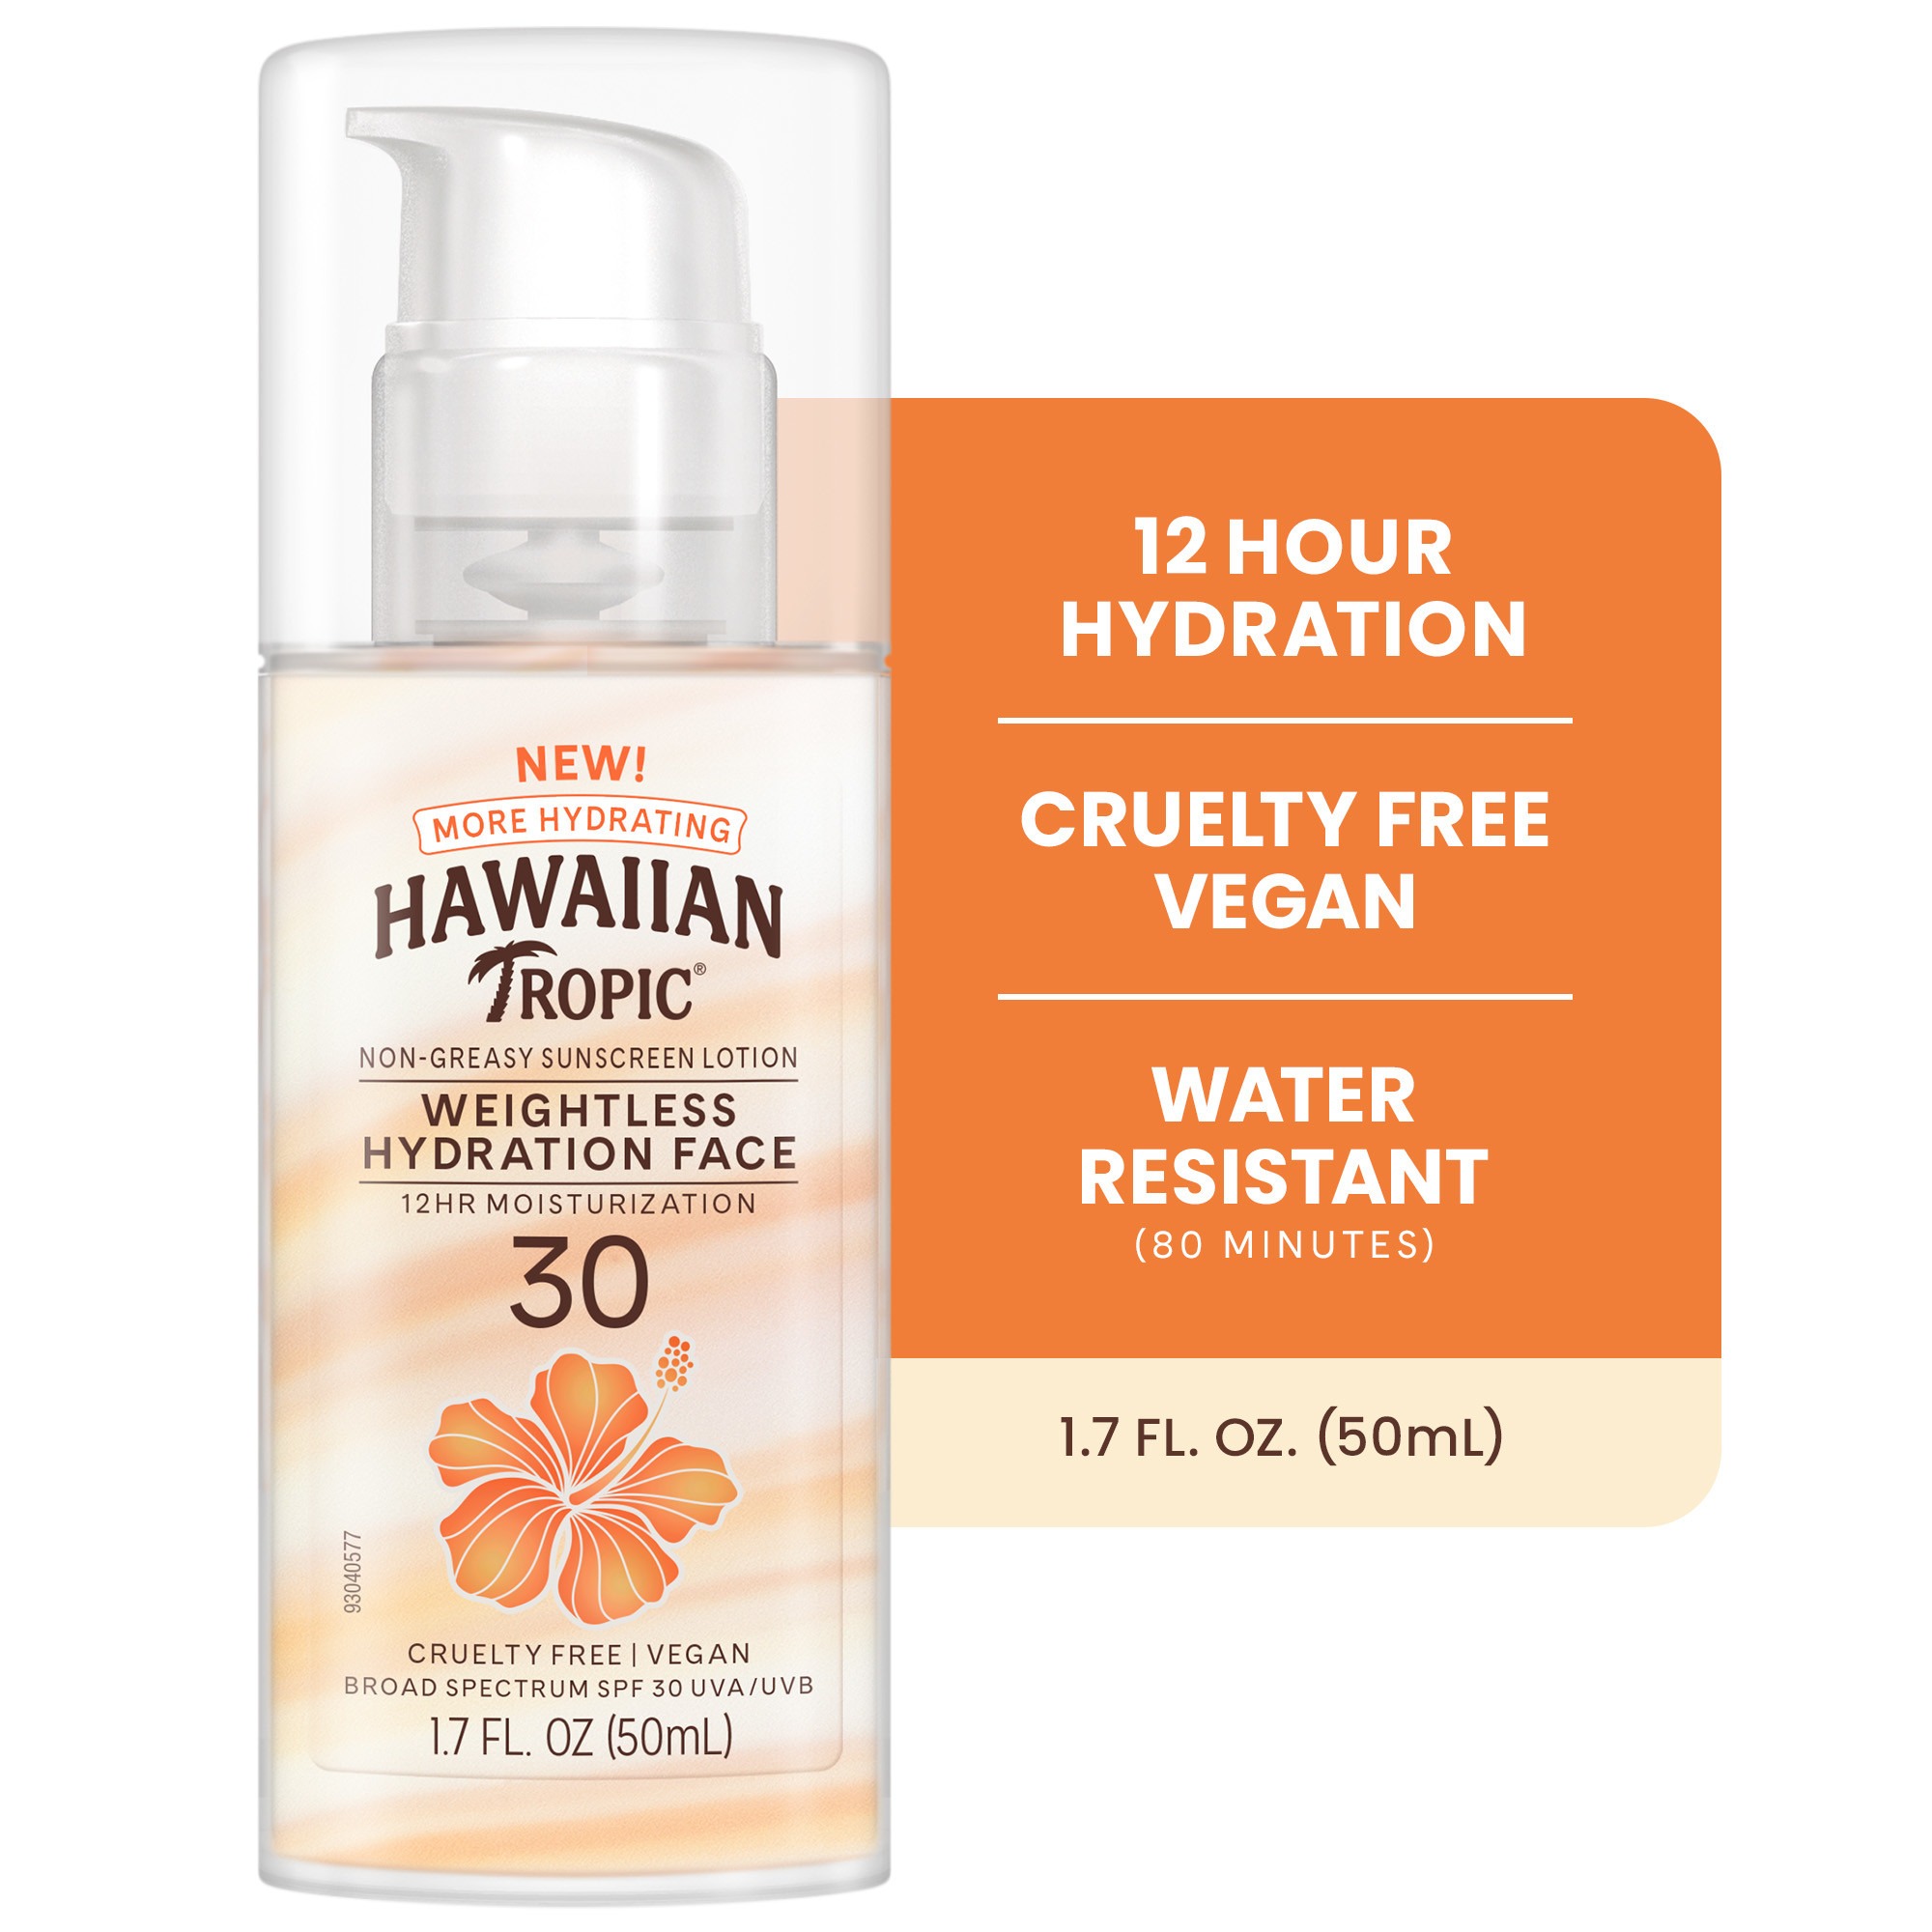 NEW!
MORE HYDRATING
HAWAIIAN
TROPIC®
NON-GREASY SUNSCREEN LOTION
WEIGHTLESS
HYDRATION FACE
12HR MOISTURIZATION
30
93040577
CRUELTY FREE | VEGAN
BROAD SPECTRUM SPF 30 UVA/UVB
1.7 FL. OZ (50mL)
12 HOUR
HYDRATION
CRUELTY FREE
VEGAN
WATER
RESISTANT
(80 MINUTES)
1.7 FL. OZ. (50mL)